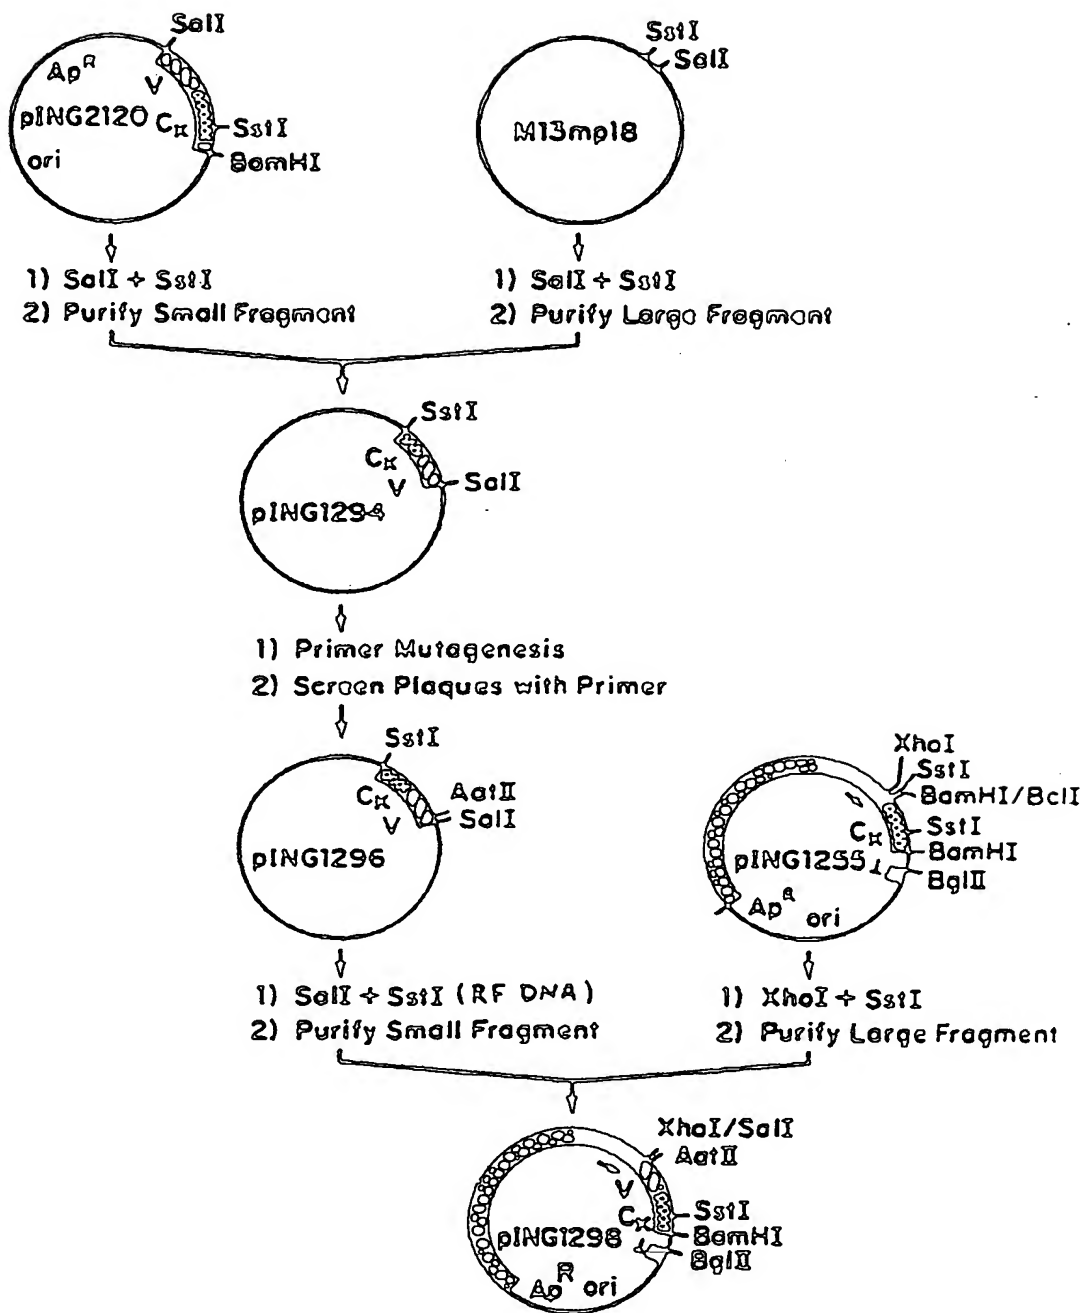 SalI
Ap^R
V
pING2120
Cκ
SstI
ori
BamHI
SstI
SalI
M13mp18
1) SalI + SstI
2) Purify Small Fragment
1) SalI + SstI
2) Purify Large Fragment
SstI
Cκ
V
SalI
pING1294
1) Primer Mutagenesis
2) Screen Plaques with Primer
SstI
Cκ
V
AatII
SalI
pING1296
XhoI
SstI
BamHI/BclI
Cκ
SstI
pING1255
BamHI
BglII
Ap^R
ori
1) SalI + SstI (RF DNA)
2) Purify Small Fragment
1) XhoI + SstI
2) Purify Large Fragment
XhoI/SalI
AatII
V
Cκ
SstI
pING1298
BamHI
BglII
Ap^R ori